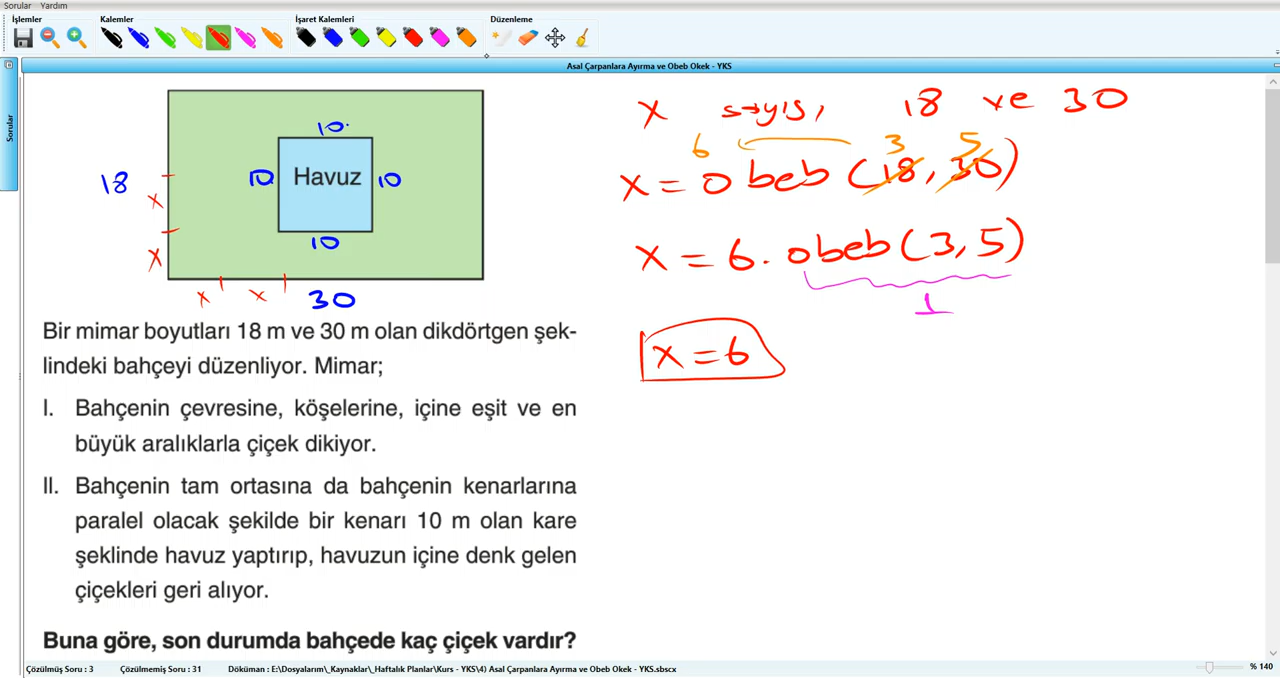 Sorular Yardım
İşlemler Kalemler İşaret Kalemleri Düzenleme
Asal Çarpanlara Ayırma ve Obeb Okek - YKS
Sorular
10
18 10 Havuz 10
x
x
10
x x 30
x sayısı, 18 ve 30
6 3 5
x = obeb (18, 30)
x = 6. obeb (3, 5)
1
x = 6
Bir mimar boyutları 18 m ve 30 m olan dikdörtgen şek-
lindeki bahçeyi düzenliyor. Mimar;
I. Bahçenin çevresine, köşelerine, içine eşit ve en
büyük aralıklarla çiçek dikiyor.
II. Bahçenin tam ortasına da bahçenin kenarlarına
paralel olacak şekilde bir kenarı 10 m olan kare
şeklinde havuz yaptırıp, havuzun içine denk gelen
çiçekleri geri alıyor.
Buna göre, son durumda bahçede kaç çiçek vardır?
Çözülmüş Soru : 3 Çözülmemiş Soru : 31 Döküman : E:\Dosyalarım\_Kaynaklar\_Haftalık Planlar\Kurs - YKS\4) Asal Çarpanlara Ayırma ve Obeb Okek - YKS.sbscx % 140